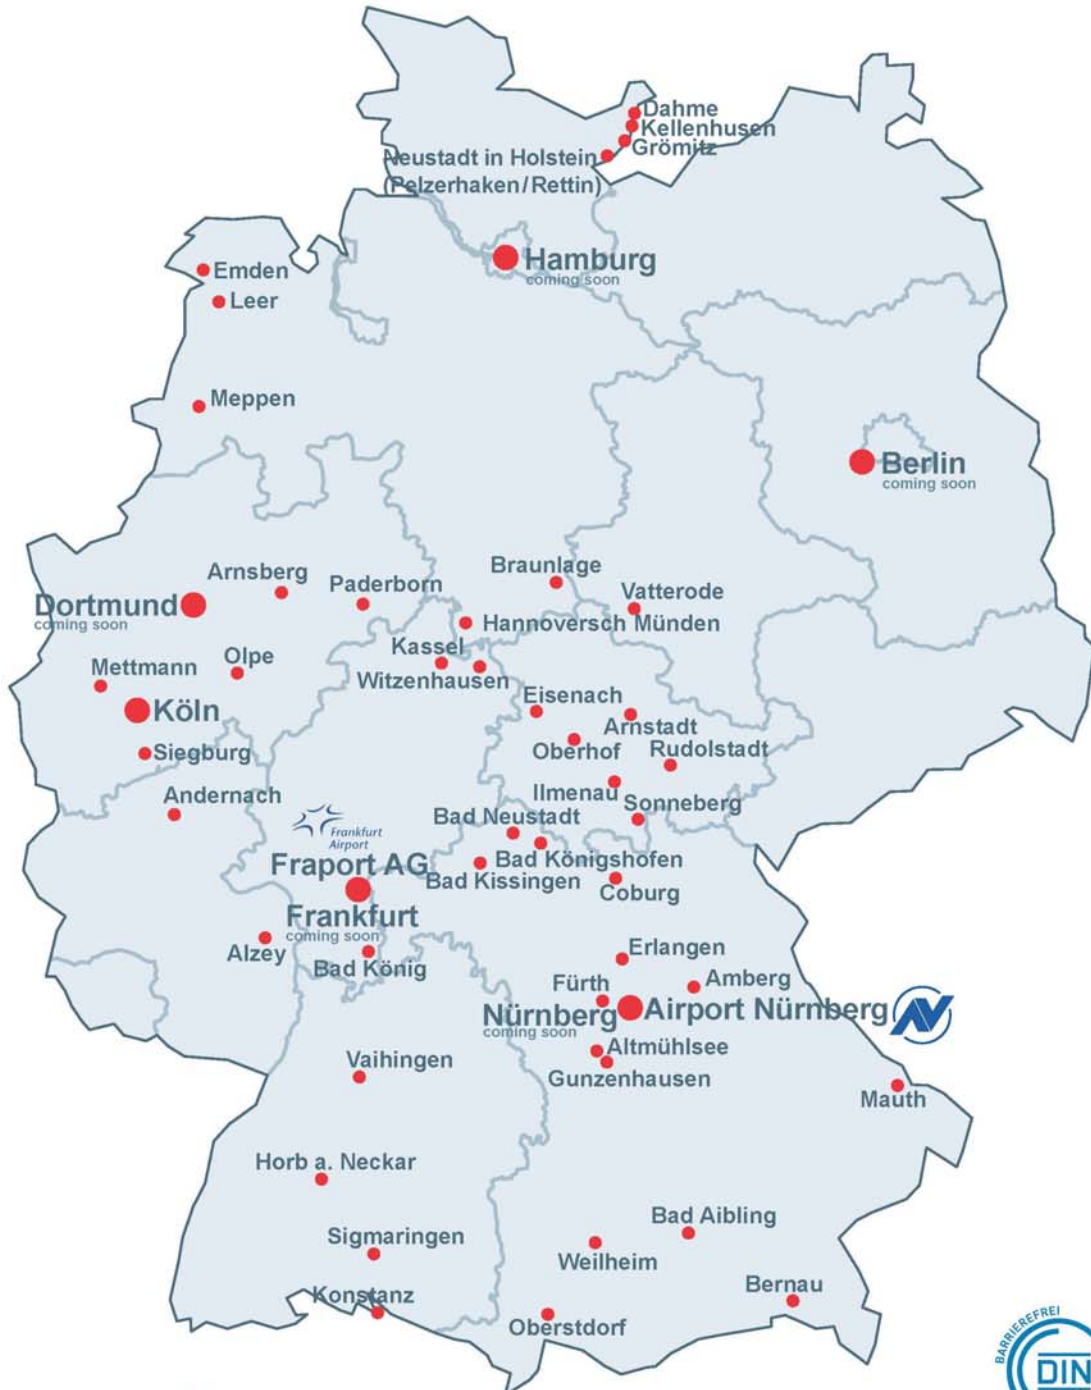 Dahme
Kellenhusen
Grömitz
Neustadt in Holstein
(Pelzerhaken/Rettin)
Hamburg
coming soon
Emden
Leer
Meppen
Berlin
coming soon
Braunlage
Arnsberg
Paderborn
Vatterode
Dortmund
coming soon
Hannoversch Münden
Kassel
Olpe
Mettmann
Witzenhausen
Eisenach
Köln
Arnstadt
Oberhof
Rudolstadt
Siegburg
Ilmenau
Andernach
Sonneberg
Bad Neustadt
Frankfurt
Airport
Bad Königshofen
Fraport AG
Bad Kissingen
Coburg
Frankfurt
coming soon
Alzey
Bad König
Erlangen
Amberg
Fürth
Nürnberg
coming soon
Airport Nürnberg
Altmühlsee
Vaihingen
Gunzenhausen
Mauth
Horb a. Neckar
Bad Aibling
Sigmaringen
Weilheim
Bernau
Konstanz
Oberstdorf
BARRIEREFREI
DIN